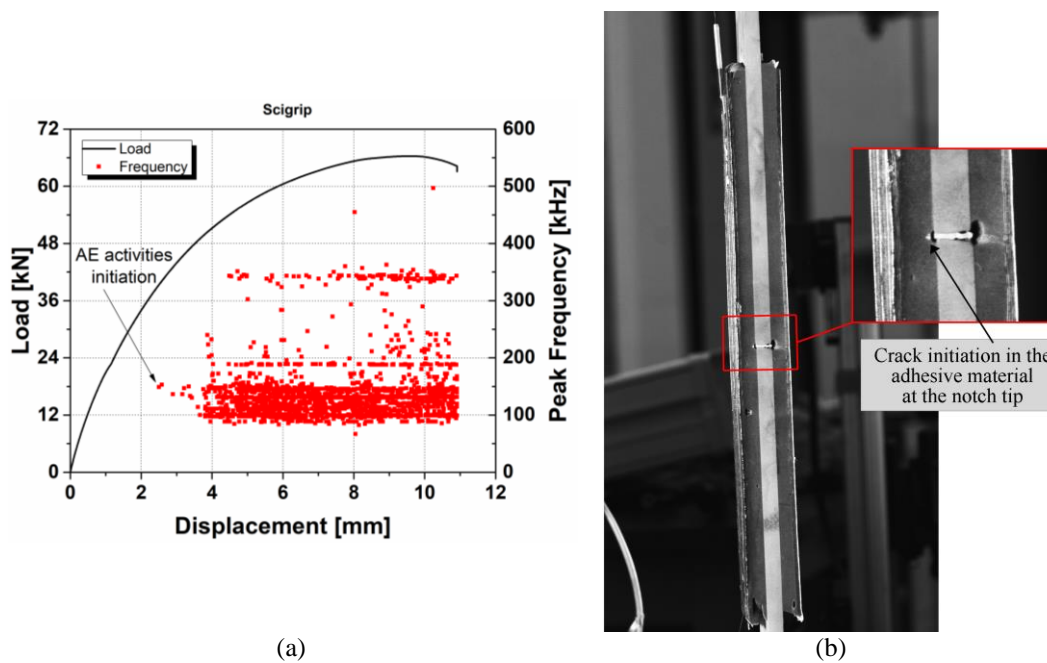 Scigrip
72
60
48
36
24
12
0
Load [kN]
600
500
400
300
200
100
0
Peak Frequency [kHz]
0 2 4 6 8 10 12
Displacement [mm]
Load
Frequency
AE activities
initiation
Crack initiation in the
adhesive material
at the notch tip
(a)
(b)